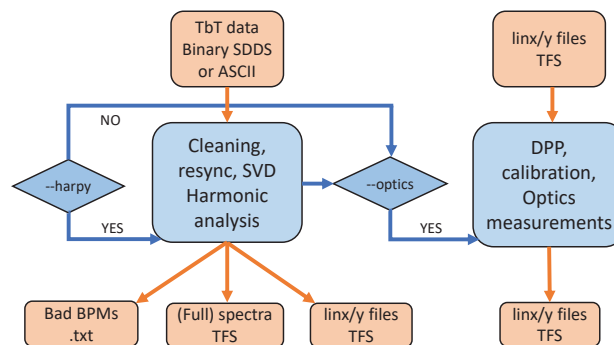 TbT data
Binary SDDS
or ASCII
linx/y files
TFS
NO
Cleaning,
resync, SVD
Harmonic
analysis
DPP,
calibration,
Optics
measurements
--harpy
--optics
YES
YES
Bad BPMs
.txt
(Full) spectra
TFS
linx/y files
TFS
linx/y files
TFS